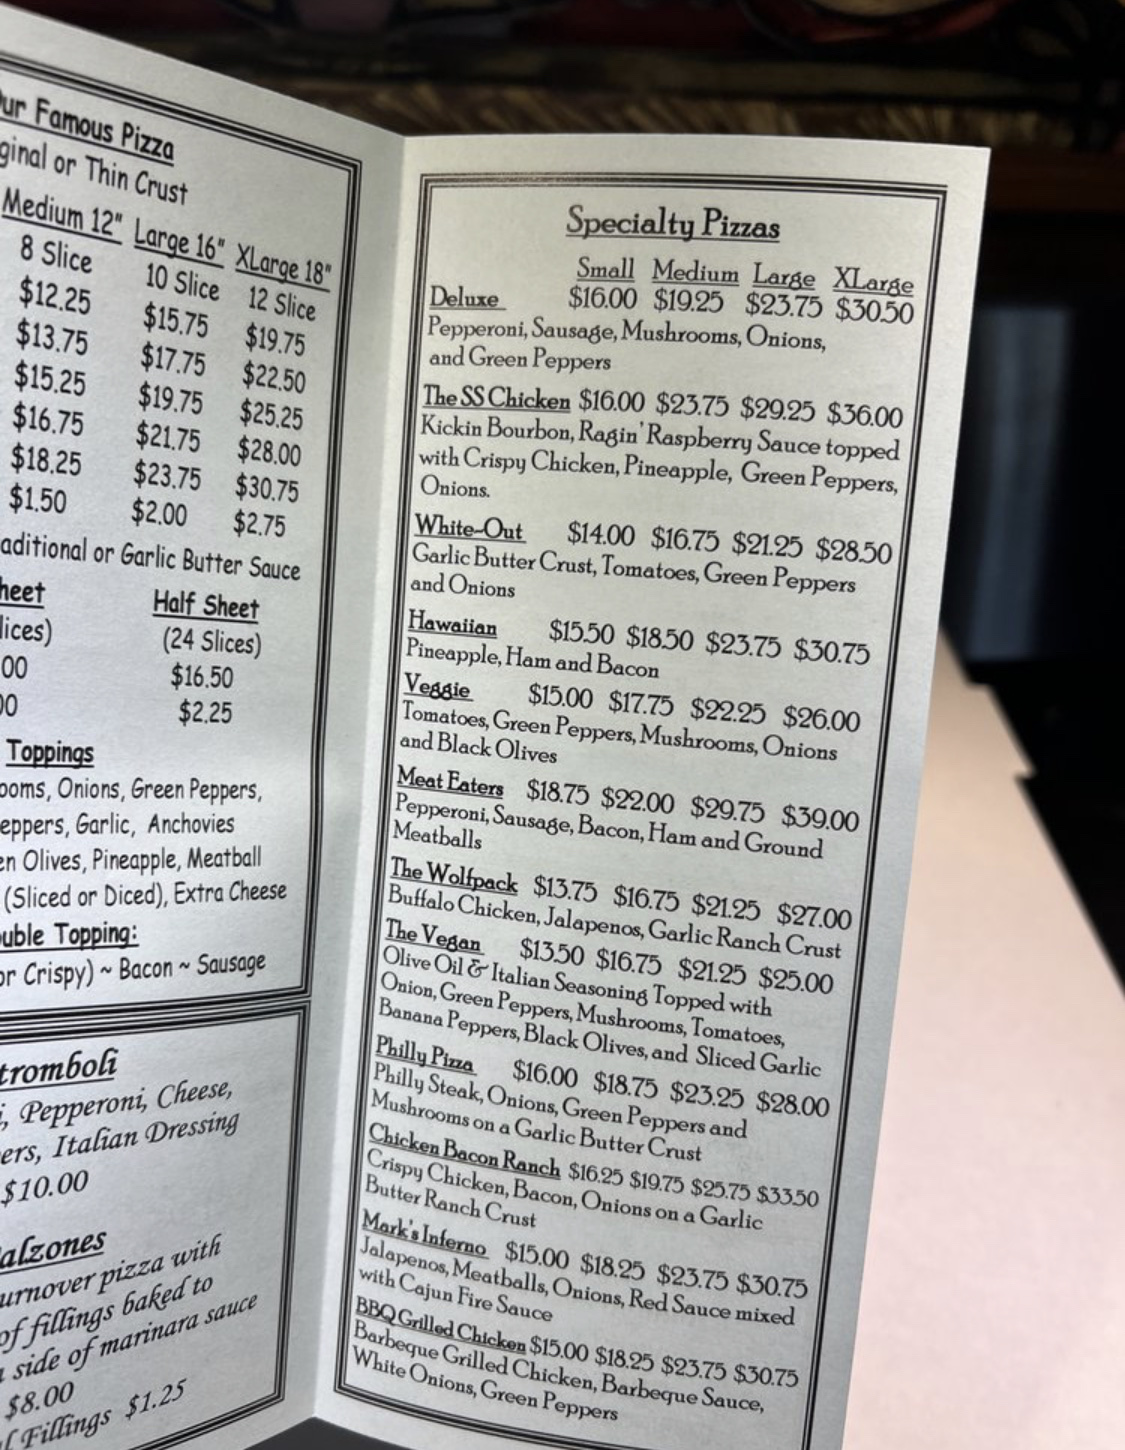 Our Famous Pizza
or Thin Crust
Medium 12" Large 16" XLarge 18"
8 Slice 10 Slice 12 Slice
$12.25 $15.75 $19.75
$13.75 $17.75 $22.50
$15.25 $19.75 $25.25
$16.75 $21.75 $28.00
$18.25 $23.75 $30.75
$1.50 $2.00 $2.75
or Garlic Butter Sauce
Half Sheet
(24 Slices)
$16.50
$2.25
Toppings
Onions, Green Peppers,
Garlic, Anchovies
Olives, Pineapple, Meatball
(Sliced or Diced), Extra Cheese
Topping:
or Crispy) ~ Bacon ~ Sausage
Pepperoni, Cheese,
Italian Dressing
$10.00
pizza with
of fillings baked to
side of marinara sauce
$8.00
Fillings $1.25
Specialty Pizzas
Small Medium Large XLarge
Deluxe $16.00 $19.25 $23.75 $30.50
Pepperoni, Sausage, Mushrooms, Onions,
and Green Peppers
The SS Chicken $16.00 $23.75 $29.25 $36.00
Kickin Bourbon, Ragin' Raspberry Sauce topped
with Crispy Chicken, Pineapple, Green Peppers,
Onions.
White-Out $14.00 $16.75 $21.25 $28.50
Garlic Butter Crust, Tomatoes, Green Peppers
and Onions
Hawaiian $15.50 $18.50 $23.75 $30.75
Pineapple, Ham and Bacon
Veggie $15.00 $17.75 $22.25 $26.00
Tomatoes, Green Peppers, Mushrooms, Onions
and Black Olives
Meat Eaters $18.75 $22.00 $29.75 $39.00
Pepperoni, Sausage, Bacon, Ham and Ground
Meatballs
The Wolfpack $13.75 $16.75 $21.25 $27.00
Buffalo Chicken, Jalapenos, Garlic Ranch Crust
The Vegan $13.50 $16.75 $21.25 $25.00
Olive Oil & Italian Seasoning Topped with
Onion, Green Peppers, Mushrooms, Tomatoes,
Banana Peppers, Black Olives, and Sliced Garlic
Philly Pizza $16.00 $18.75 $23.25 $28.00
Philly Steak, Onions, Green Peppers and
Mushrooms on a Garlic Butter Crust
Chicken Bacon Ranch $16.25 $19.75 $25.75 $33.50
Crispy Chicken, Bacon, Onions on a Garlic
Butter Ranch Crust
Mark's Inferno $15.00 $18.25 $23.75 $30.75
Jalapenos, Meatballs, Onions, Red Sauce mixed
with Cajun Fire Sauce
BBQ Grilled Chicken $15.00 $18.25 $23.75 $30.75
Barbeque Grilled Chicken, Barbeque Sauce,
White Onions, Green Peppers